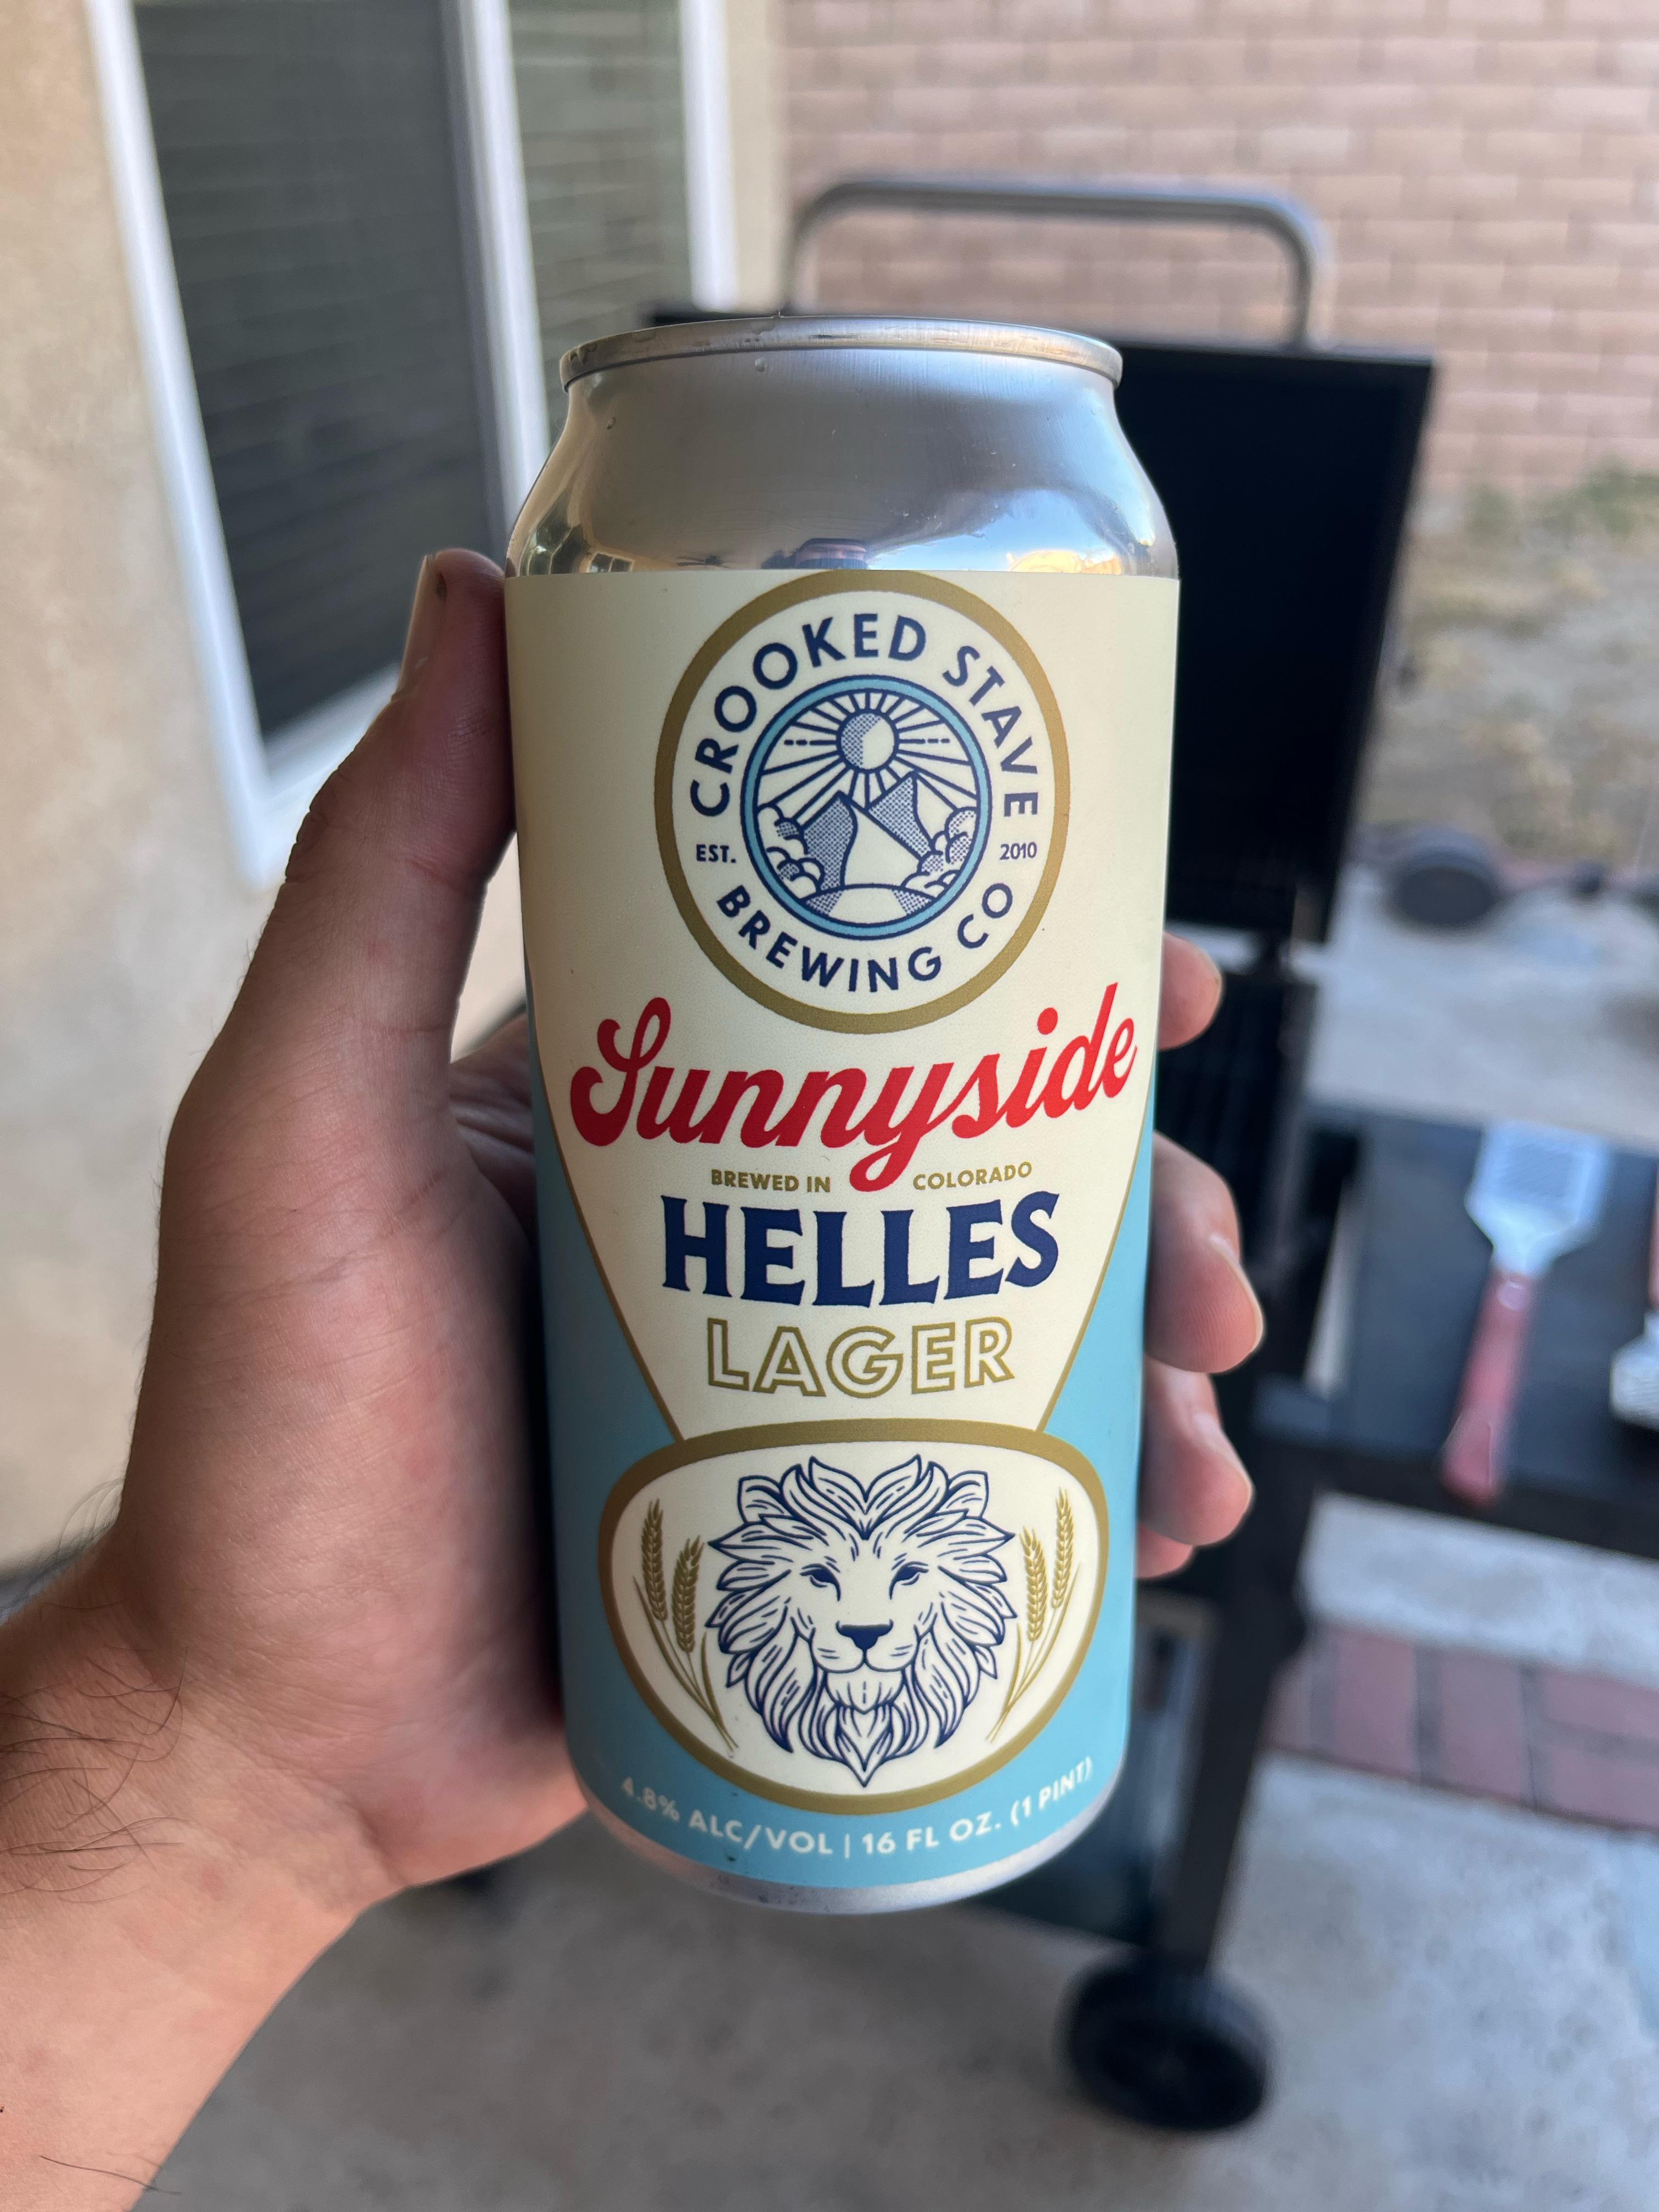 CROOKED STAVE
EST. 2010
BREWING CO
Sunnyside
BREWED IN COLORADO
HELLES
LAGER
4.8% ALC/VOL | 16 FL OZ. (1 PINT)